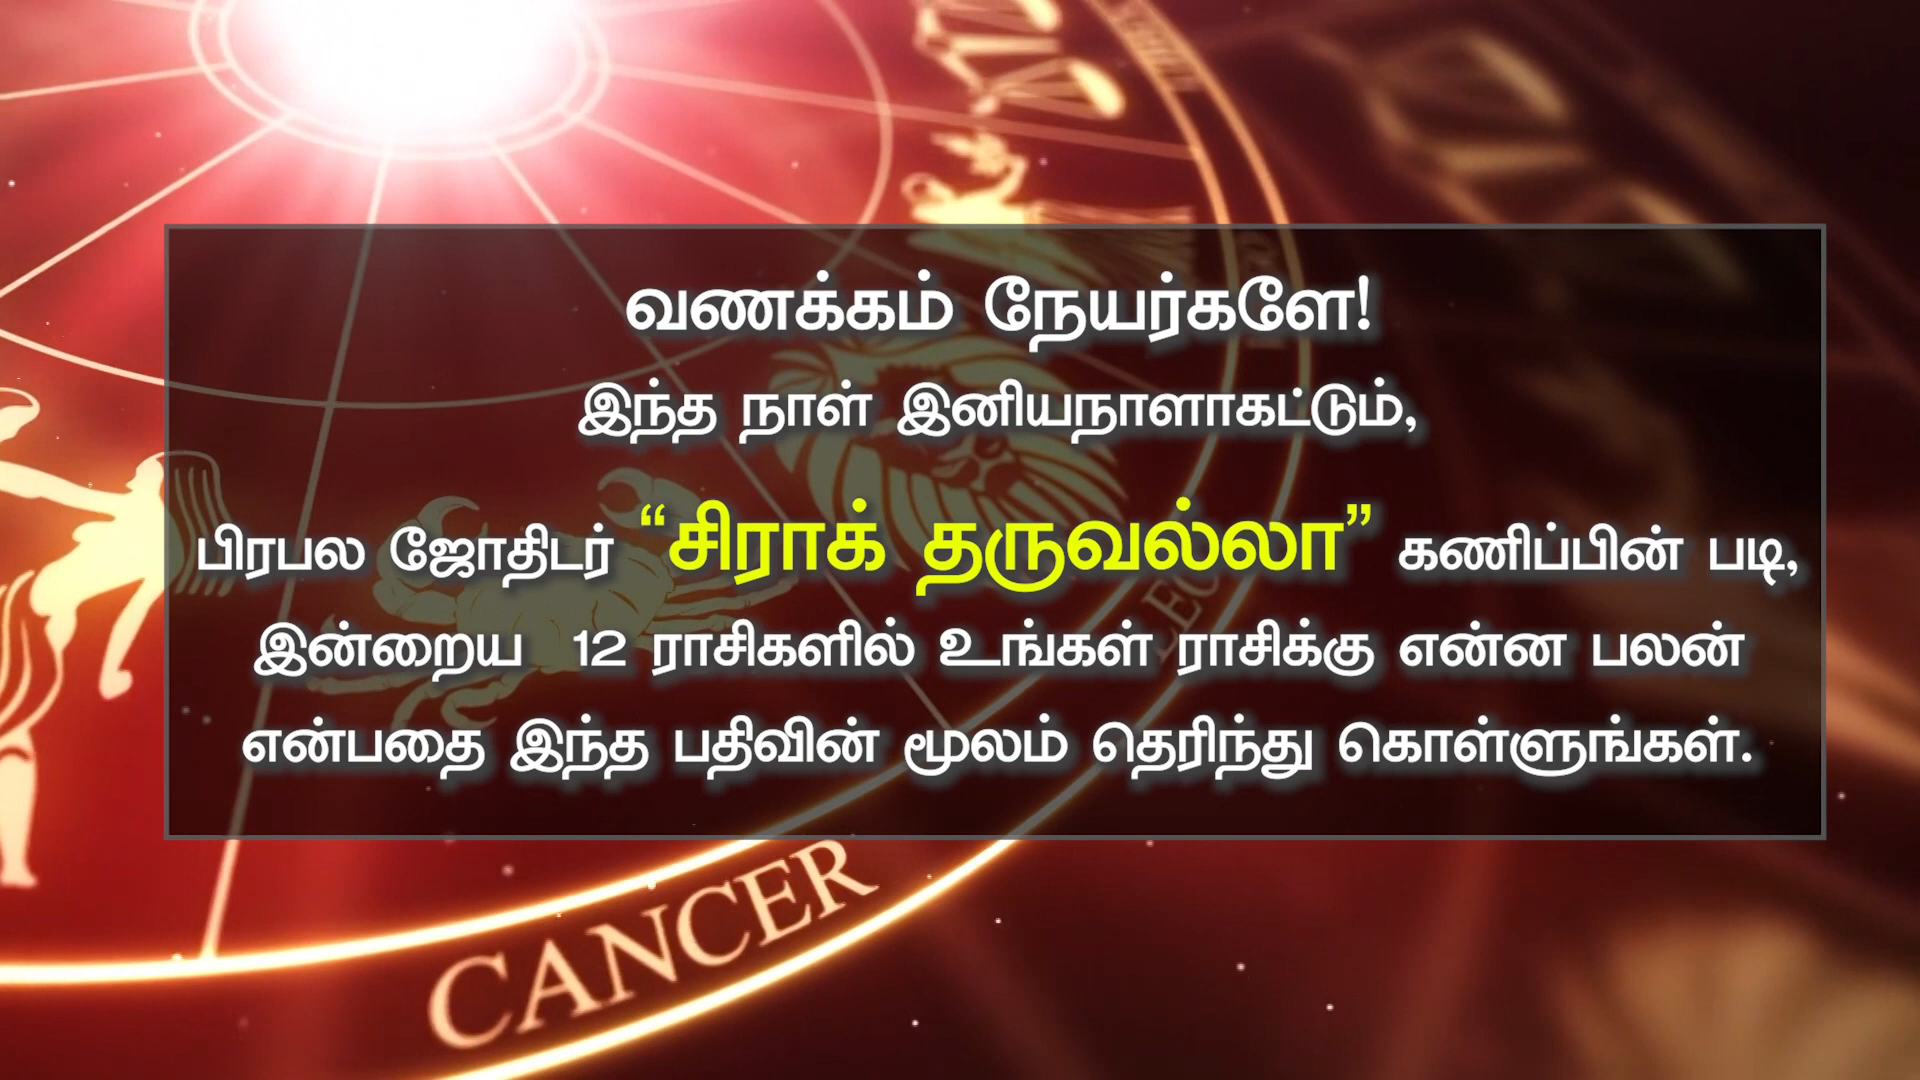 வணக்கம் நேயர்களே!
இந்த நாள் இனியநாளாகட்டும்,
பிரபல ஜோதிடர் “சிராக் தருவல்லா” கணிப்பின் படி,
இன்றைய 12 ராசிகளில் உங்கள் ராசிக்கு என்ன பலன்
என்பதை இந்த பதிவின் மூலம் தெரிந்து கொள்ளுங்கள்.
LEO
CANCER